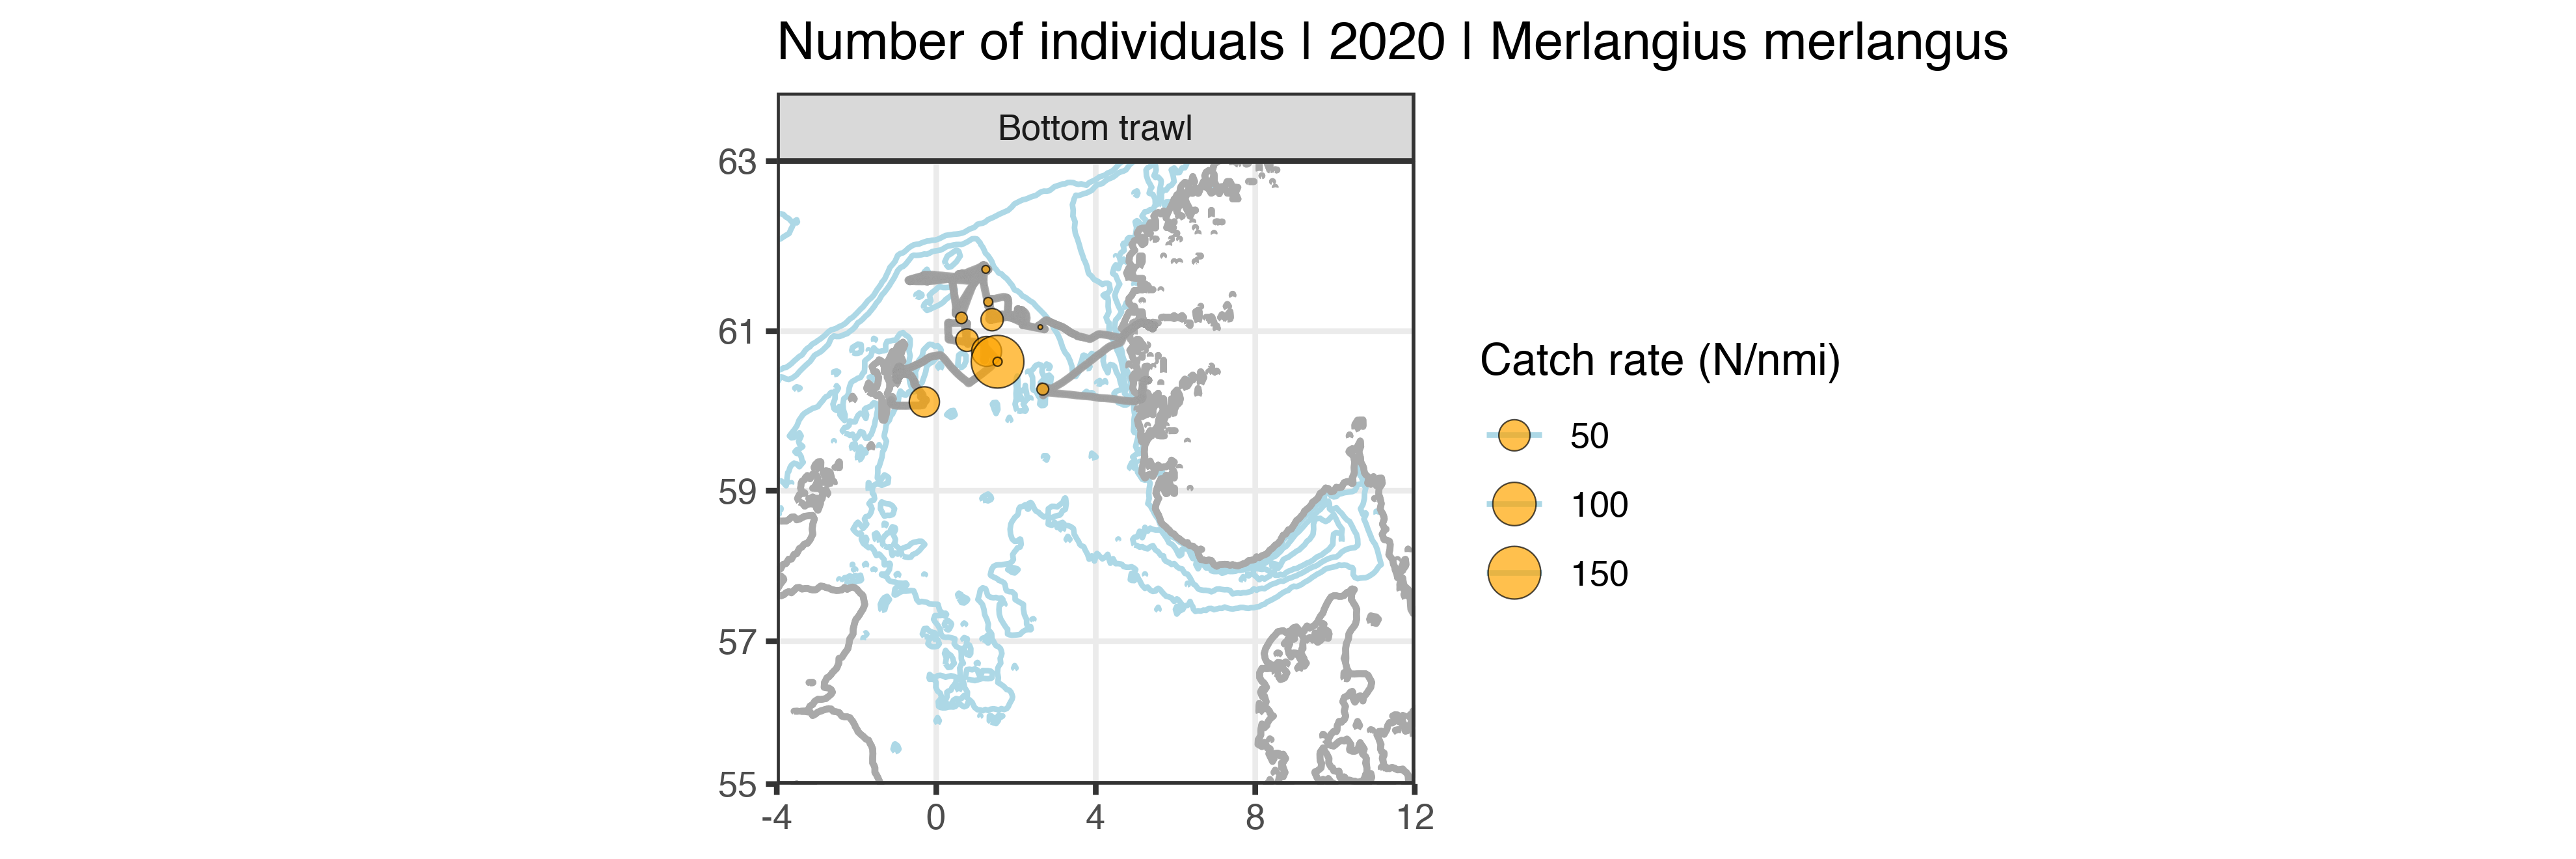 Number of individuals | 2020 | Merlangius merlangus
Bottom trawl
63
61
59
57
55
-4 0 4 8 12
Catch rate (N/nmi)
50
100
150